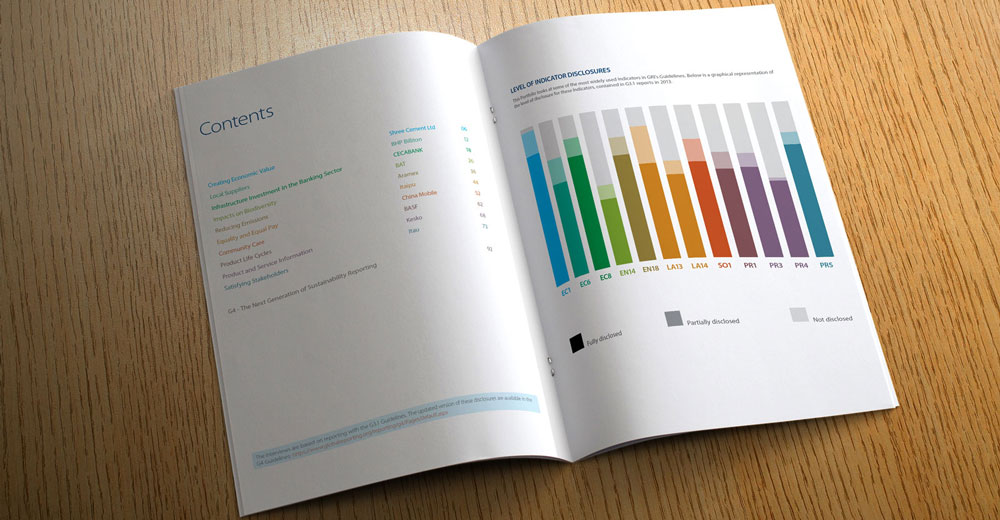 Contents
Creating Economic Value Shree Cement Ltd 06
Local Suppliers BHP Billiton 12
Infrastructure Investment in the Banking Sector CECABANK 18
Impacts on Biodiversity BAT
Reducing Emissions Aramex 36
Equality and Equal Pay Itaipu
Community Care China Mobile 52
Product Life Cycles BASF 62
Product and Service Information Kesko 68
Satisfying Stakeholders Itau
G4 - The Next Generation of Sustainability Reporting
The interviews are based on reporting with the G3.1 Guidelines. The updated version of these disclosures are available in the
G4 Guidelines:
LEVEL OF INDICATOR DISCLOSURES
This Portfolio looks at some of the most widely used indicators in GRI's Guidelines. Below is a graphical representation of
the level of disclosure for these indicators, contained in G3.1 reports in 2013.
EC1 EC6 EC8 EN14 EN18 LA13 LA14 SO1 PR1 PR3 PR4 PR5
Fully disclosed Partially disclosed Not disclosed